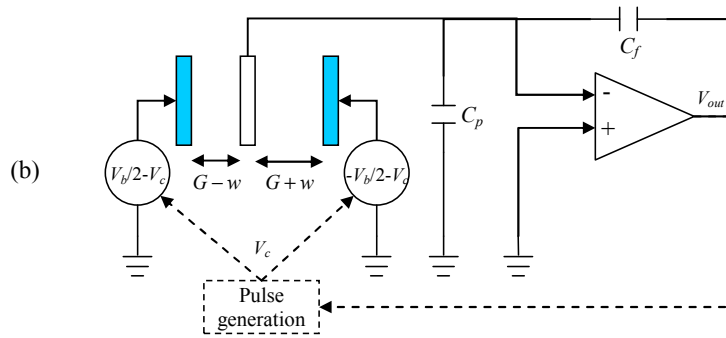 C_f
V_out
-
+
C_p
(b)
V_b/2-V_c
G-w
G+w
-V_b/2-V_c
V_c
Pulse
generation